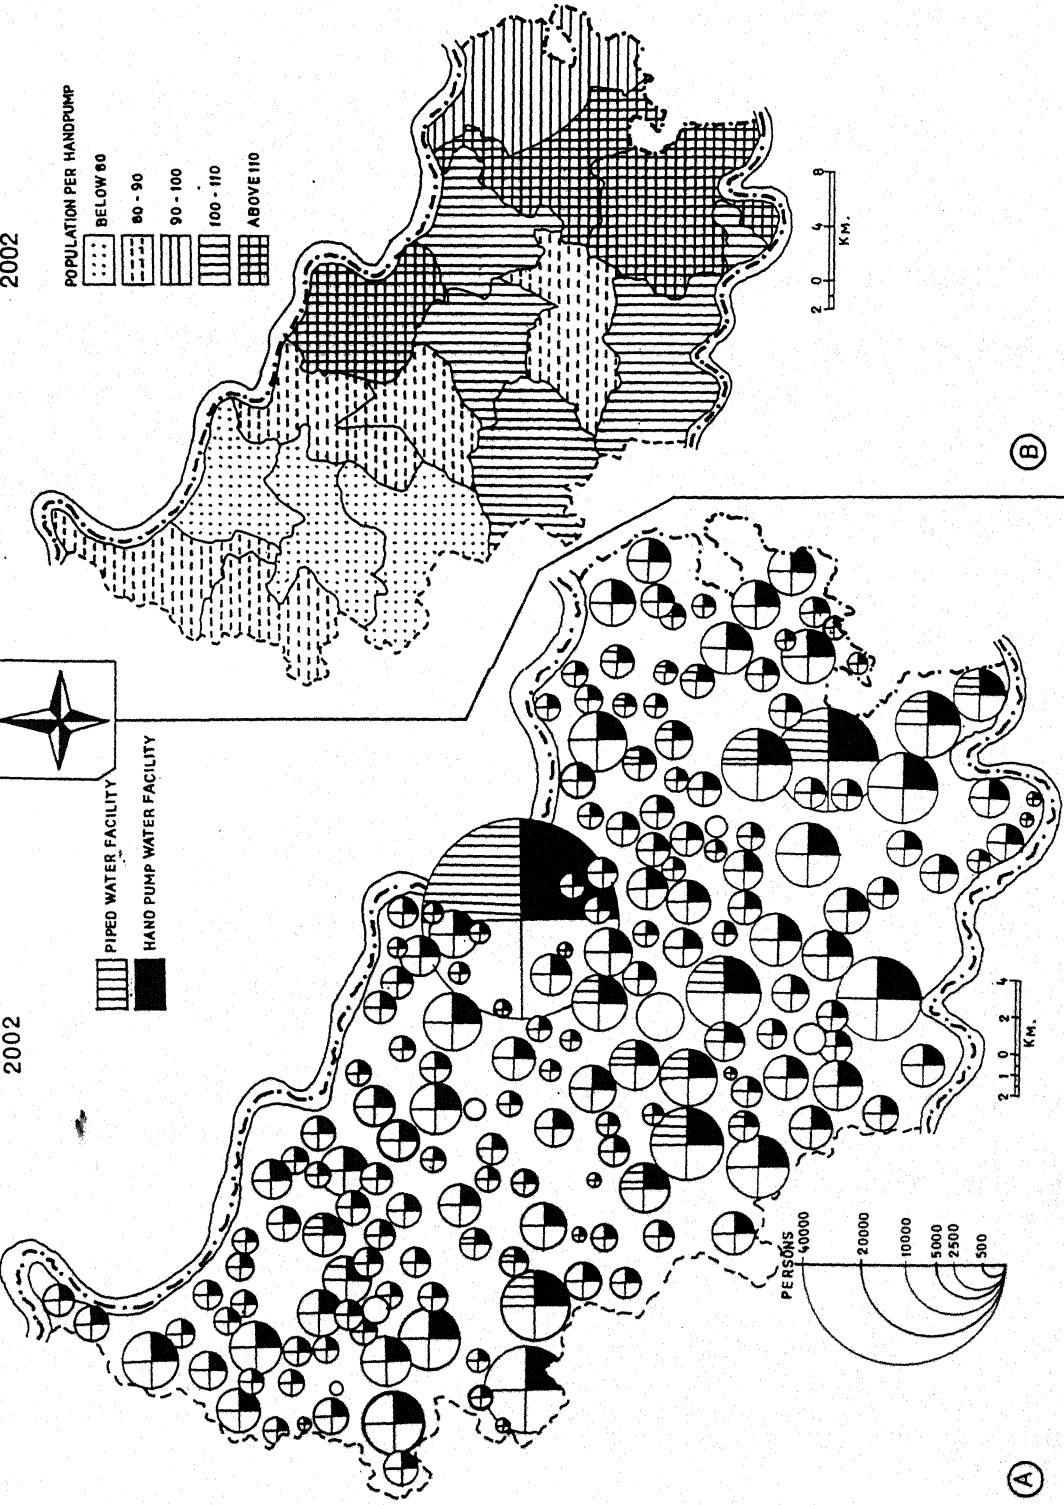 2002
PIPED WATER FACILITY
HAND PUMP WATER FACILITY
PERSONS
40000
20000
10000
5000
2500
500
2 1 0 2 4
KM.
A
2002
POPULATION PER HANDPUMP
BELOW 80
80 - 90
90 - 100
100 - 110
ABOVE 110
2 0 4 8
KM.
B